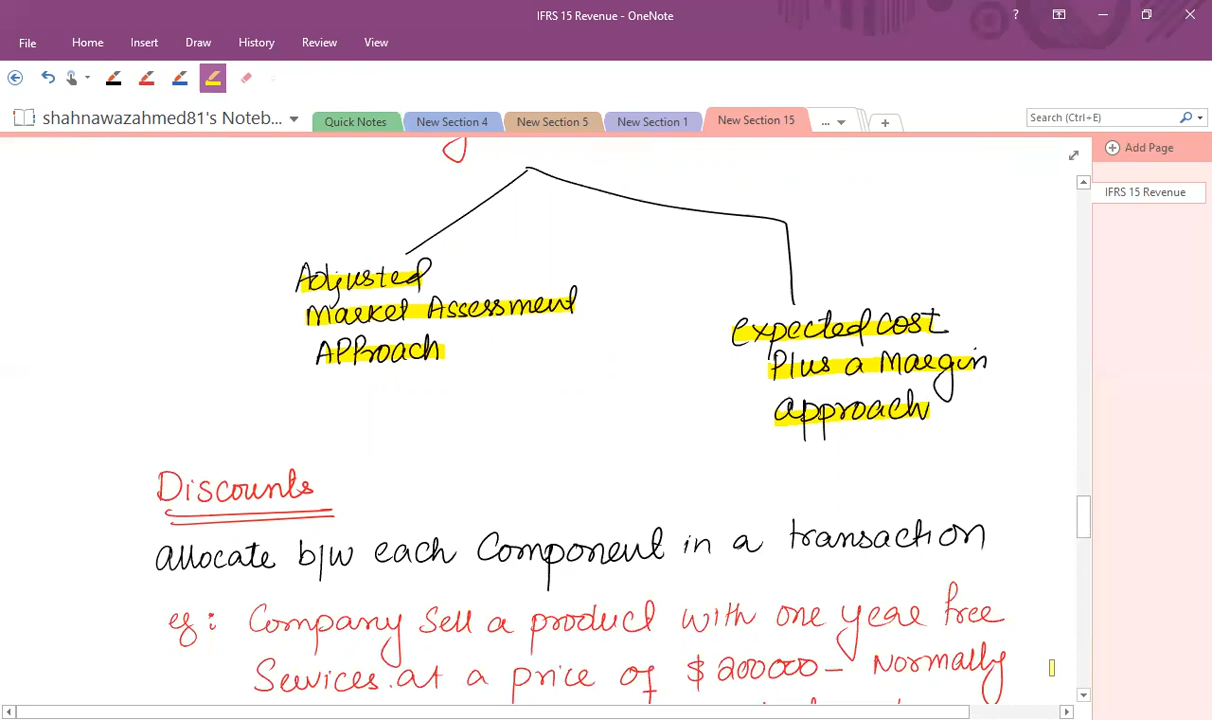 IFRS 15 Revenue - OneNote
?
File
Home
Insert
Draw
History
Review
View
shahnawazahmed81's Noteb...
Quick Notes
New Section 4
New Section 5
New Section 1
New Section 15
...
Search (Ctrl+E)
Add Page
IFRS 15 Revenue
Adjusted
Market Assessment
APProach
expected cost
Plus a Margin
approach
Discounts
allocate b/w each Component in a transaction
eg: Company Sell a product with one year free
Services. at a price of $200000 - Normally